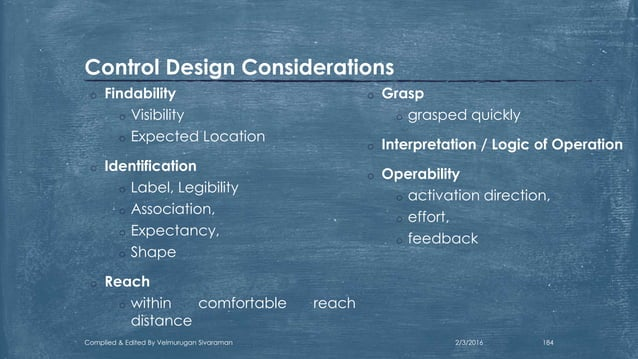 Control Design Considerations
Findability
Visibility
Expected Location
Identification
Label, Legibility
Association,
Expectancy,
Shape
Reach
within comfortable reach
distance
Grasp
grasped quickly
Interpretation / Logic of Operation
Operability
activation direction,
effort,
feedback
Complied & Edited By Velmurugan Sivaraman
2/3/2016
184